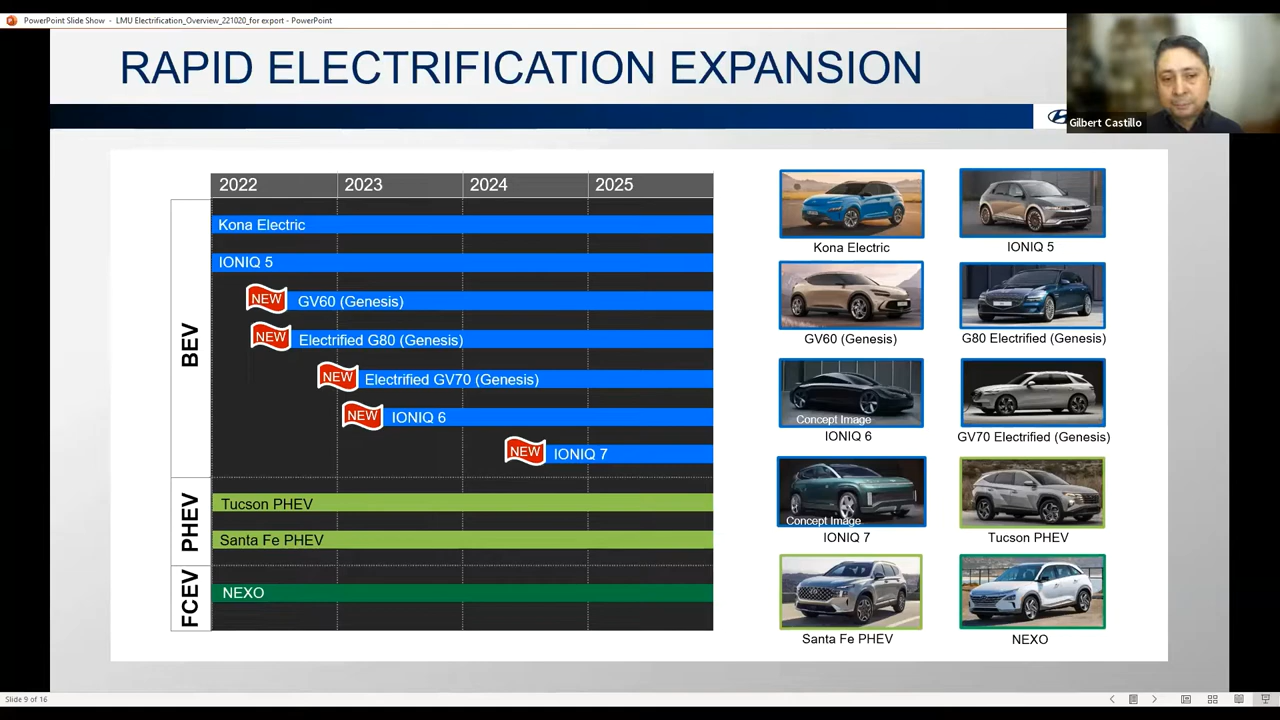 PowerPoint Slide Show - LMU Electrification_Overview_221020_for export - PowerPoint
RAPID ELECTRIFICATION EXPANSION
Gilbert Castillo
2022 2023 2024 2025
BEV
Kona Electric
IONIQ 5
NEW GV60 (Genesis)
NEW Electrified G80 (Genesis)
NEW Electrified GV70 (Genesis)
NEW IONIQ 6
NEW IONIQ 7
PHEV
Tucson PHEV
Santa Fe PHEV
FCEV
NEXO
Kona Electric
IONIQ 5
GV60 (Genesis)
G80 Electrified (Genesis)
Concept Image
IONIQ 6
GV70 Electrified (Genesis)
Concept Image
IONIQ 7
Tucson PHEV
Santa Fe PHEV
NEXO
Slide 9 of 16